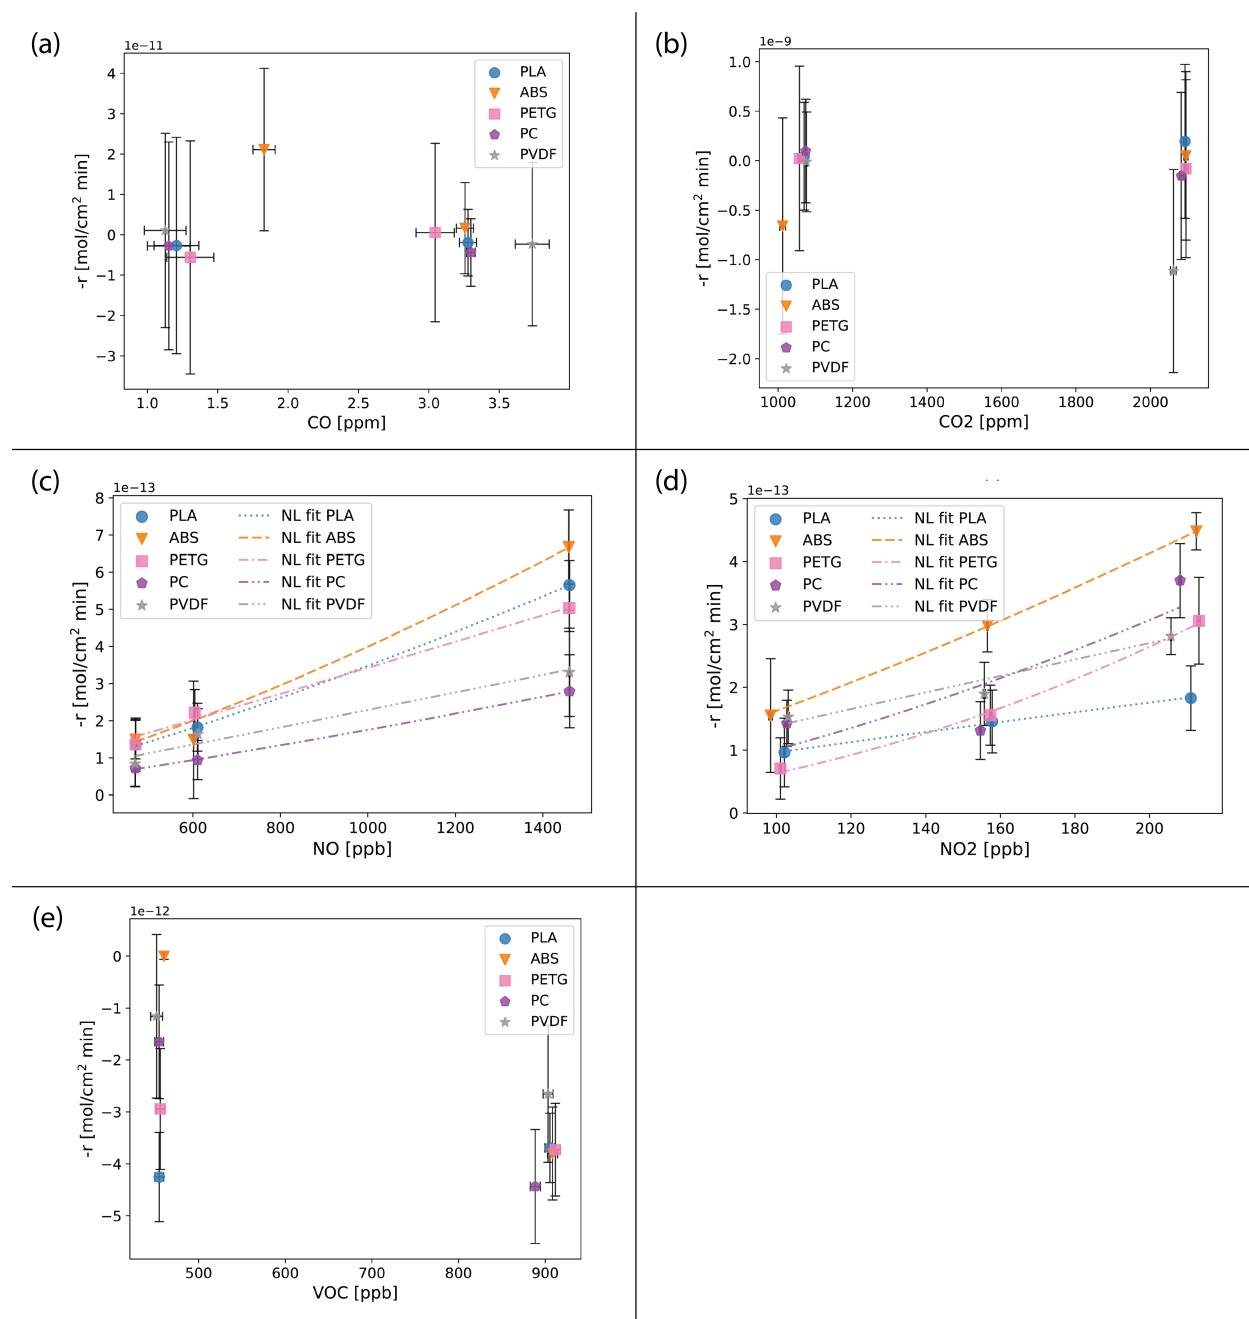 (a)
1e−11
4
3
2
1
0
−1
−2
−3
-r [mol/cm² min]
1.0 1.5 2.0 2.5 3.0 3.5
CO [ppm]
PLA
ABS
PETG
PC
PVDF
(b)
1e−9
1.0
0.5
0.0
−0.5
−1.0
−1.5
−2.0
-r [mol/cm² min]
1000 1200 1400 1600 1800 2000
CO2 [ppm]
PLA
ABS
PETG
PC
PVDF
(c)
1e−13
8
7
6
5
4
3
2
1
0
-r [mol/cm² min]
600 800 1000 1200 1400
NO [ppb]
PLA NL fit PLA
ABS NL fit ABS
PETG NL fit PETG
PC NL fit PC
PVDF NL fit PVDF
(d)
1e−13
5
4
3
2
1
0
-r [mol/cm² min]
100 120 140 160 180 200
NO2 [ppb]
PLA NL fit PLA
ABS NL fit ABS
PETG NL fit PETG
PC NL fit PC
PVDF NL fit PVDF
(e)
1e−12
0
−1
−2
−3
−4
−5
-r [mol/cm² min]
500 600 700 800 900
VOC [ppb]
PLA
ABS
PETG
PC
PVDF